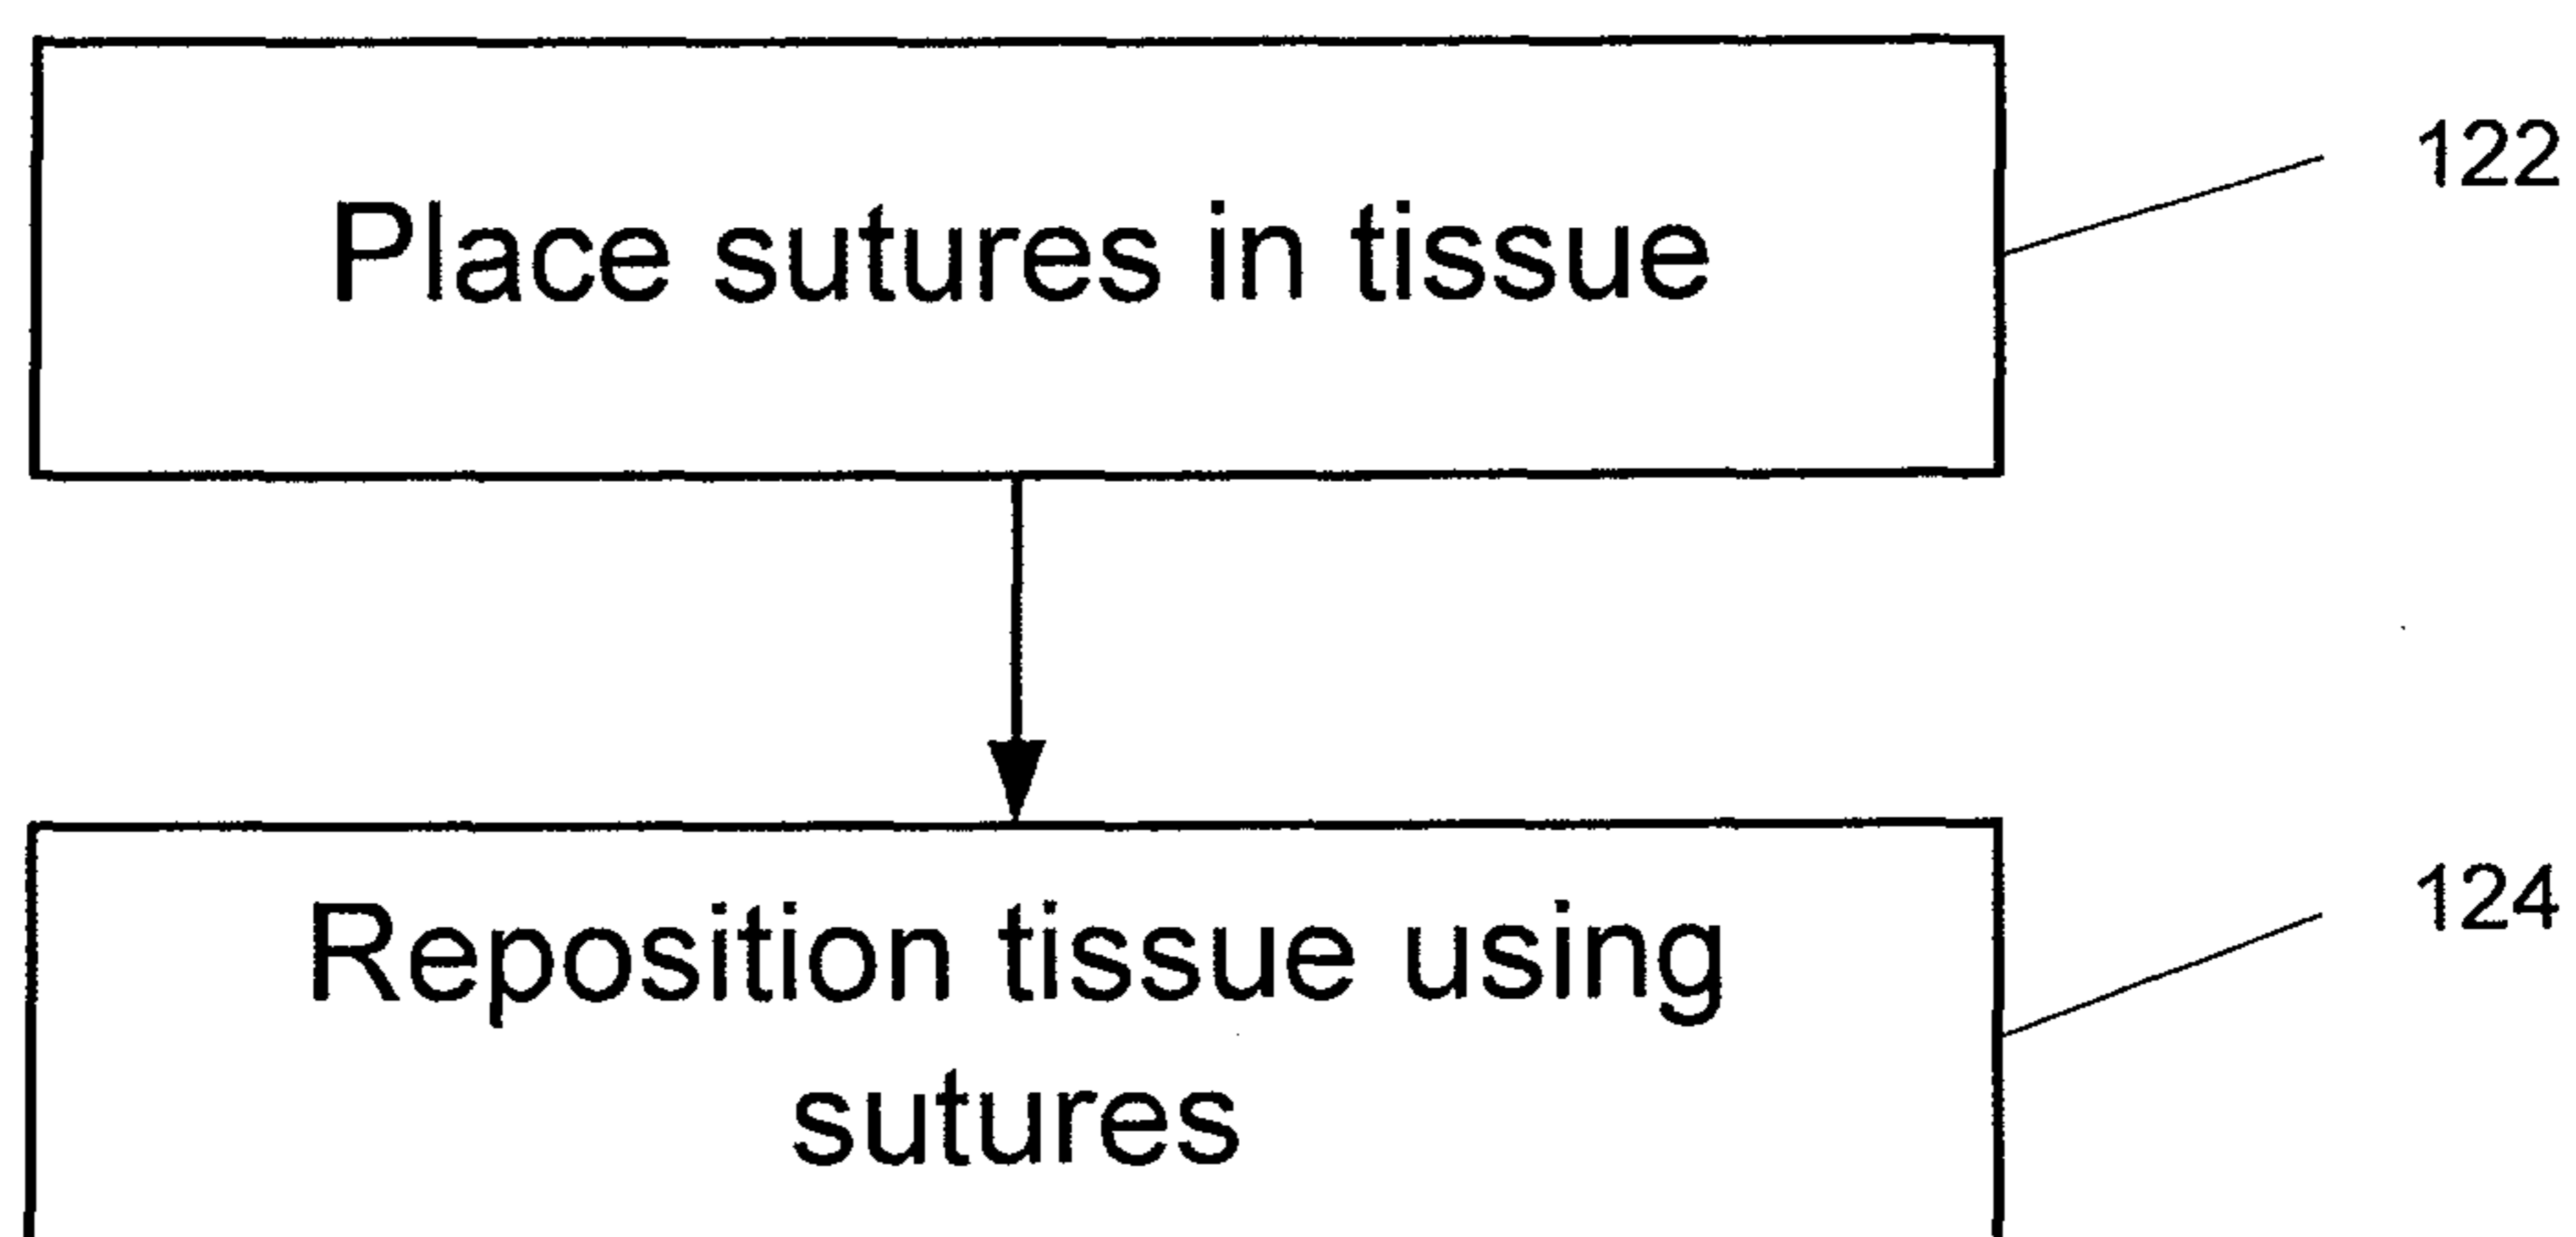 Place sutures in tissue
122
Reposition tissue using
sutures
124